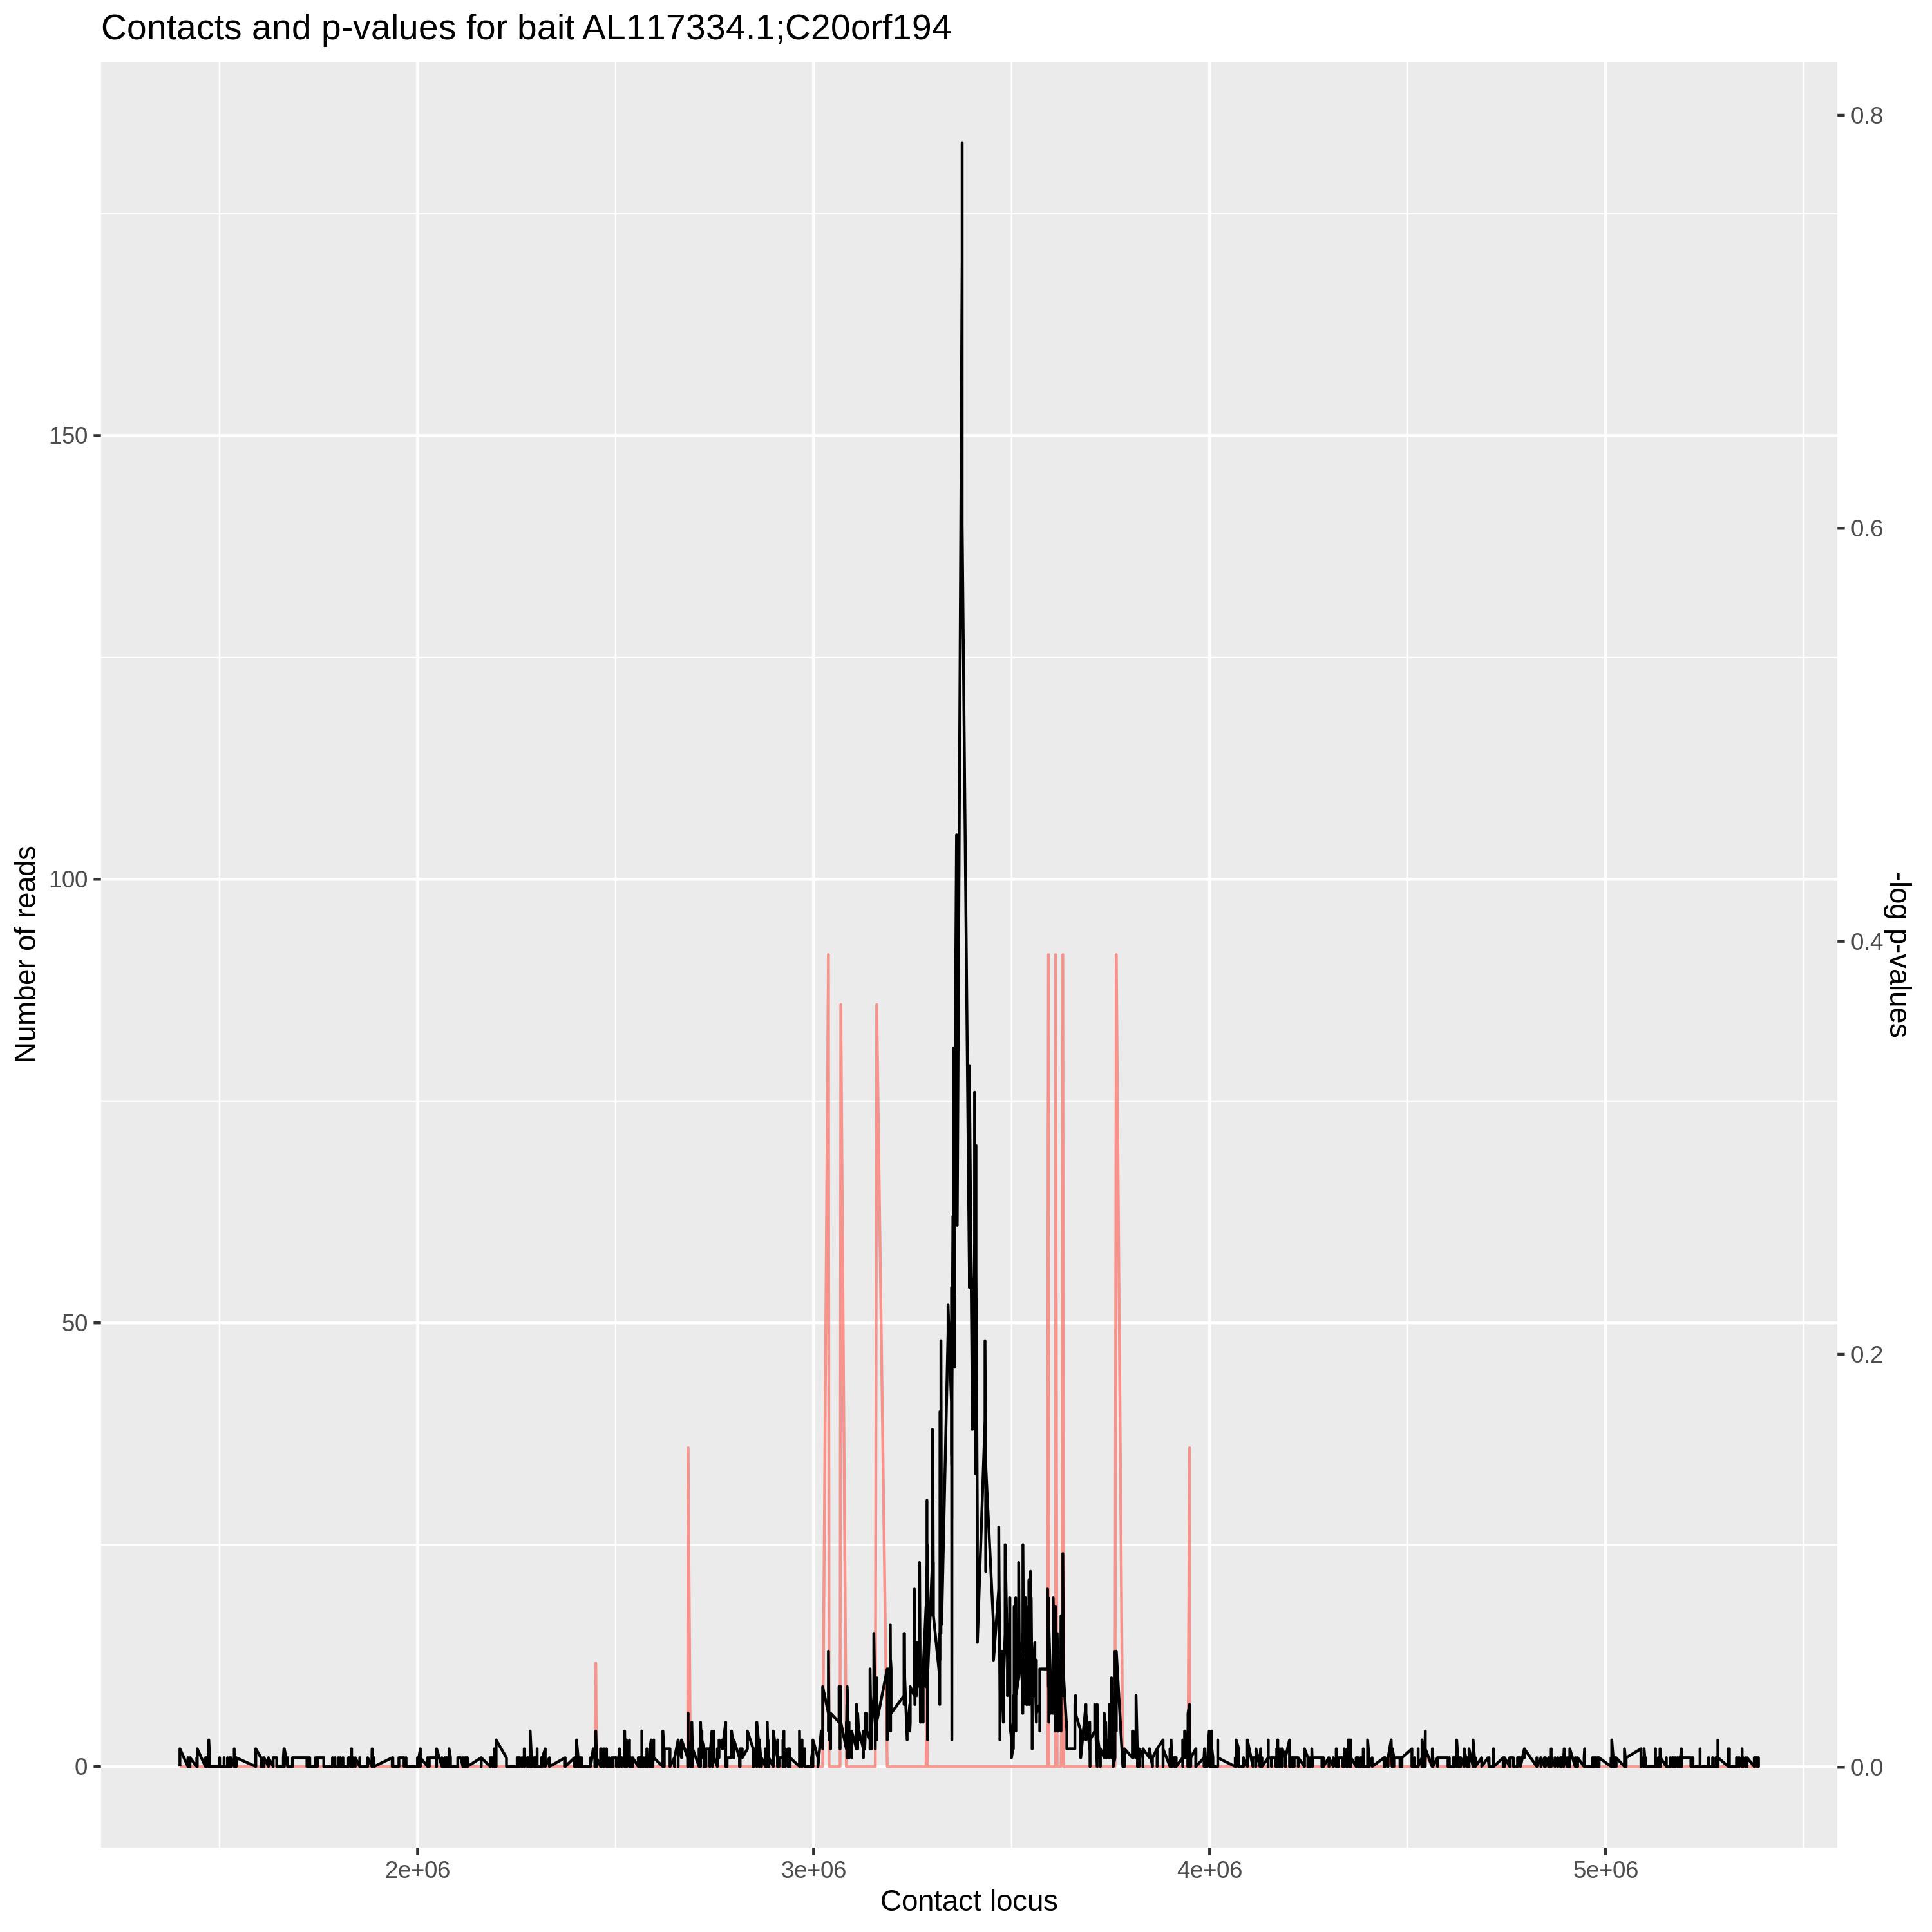 Contacts and p-values for bait AL117334.1;C20orf194
0.8
0.6
150
Number of reads
100
-log p-values
0.4
50
0.2
0
0.0
2e+06
3e+06
4e+06
5e+06
Contact locus